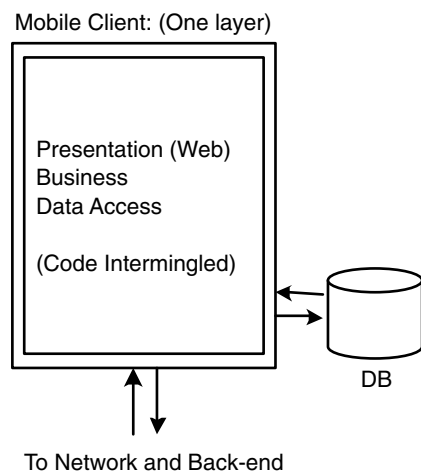 Mobile Client: (One layer)
Presentation (Web)
Business
Data Access
(Code Intermingled)
DB
To Network and Back-end